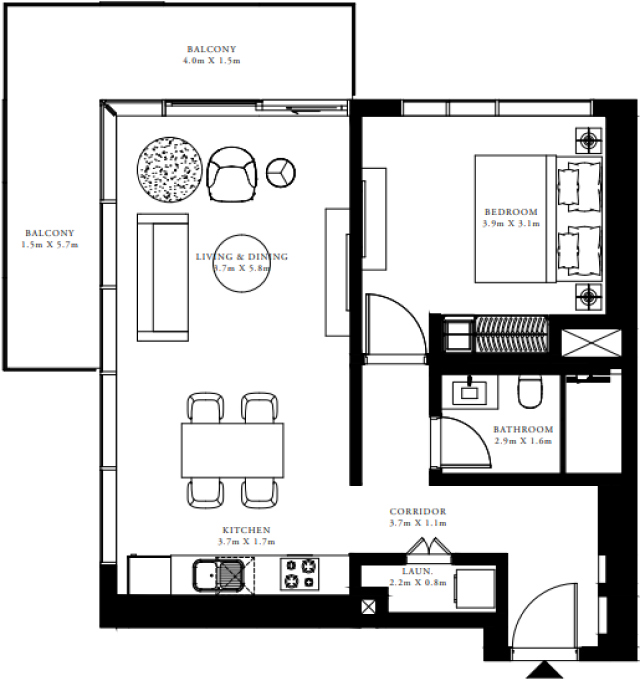 BALCONY
4.0m X 1.5m
BALCONY
1.5m X 5.7m
BEDROOM
3.9m X 3.1m
LIVING & DINING
3.7m X 5.8m
BATHROOM
2.9m X 1.6m
CORRIDOR
3.7m X 1.1m
KITCHEN
3.7m X 1.7m
LAUN.
2.2m X 0.8m